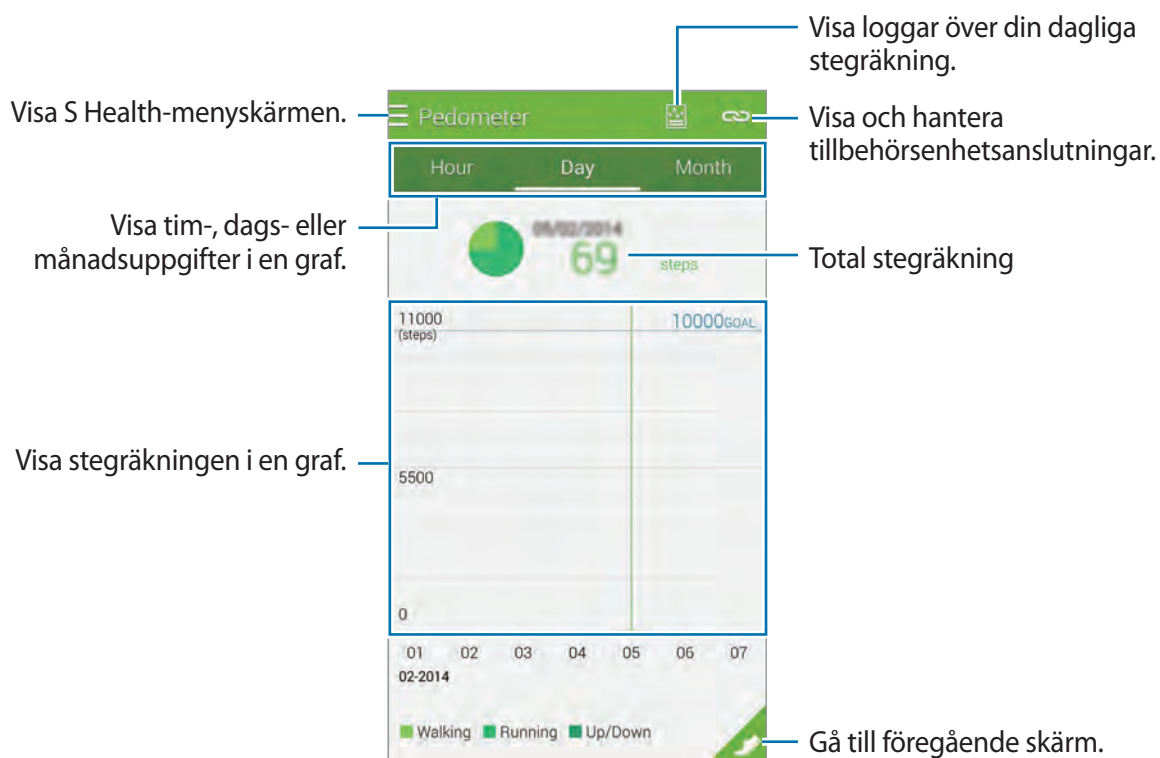 Visa loggar över din dagliga
stegräkning.
Visa S Health-menyskärmen.
Pedometer
Visa och hantera
tillbehörsenhetsanslutningar.
Hour Day Month
Visa tim-, dags- eller
månadsuppgifter i en graf.
05/02/2014
69 steps
Total stegräkning
11000
(steps)
10000GOAL
Visa stegräkningen i en graf.
5500
0
01 02 03 04 05 06 07
02-2014
Walking Running Up/Down
Gå till föregående skärm.